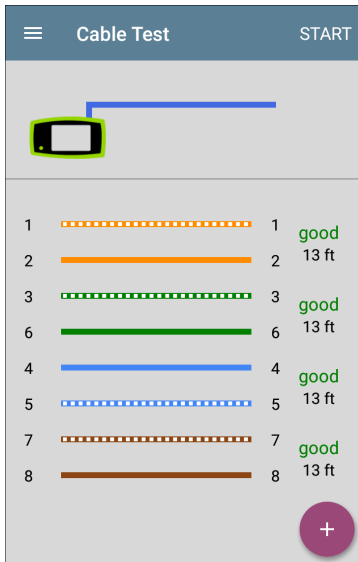 Cable Test START
1 1 good
2 2 13 ft
3 3 good
6 6 13 ft
4 4 good
5 5 13 ft
7 7 good
8 8 13 ft
+